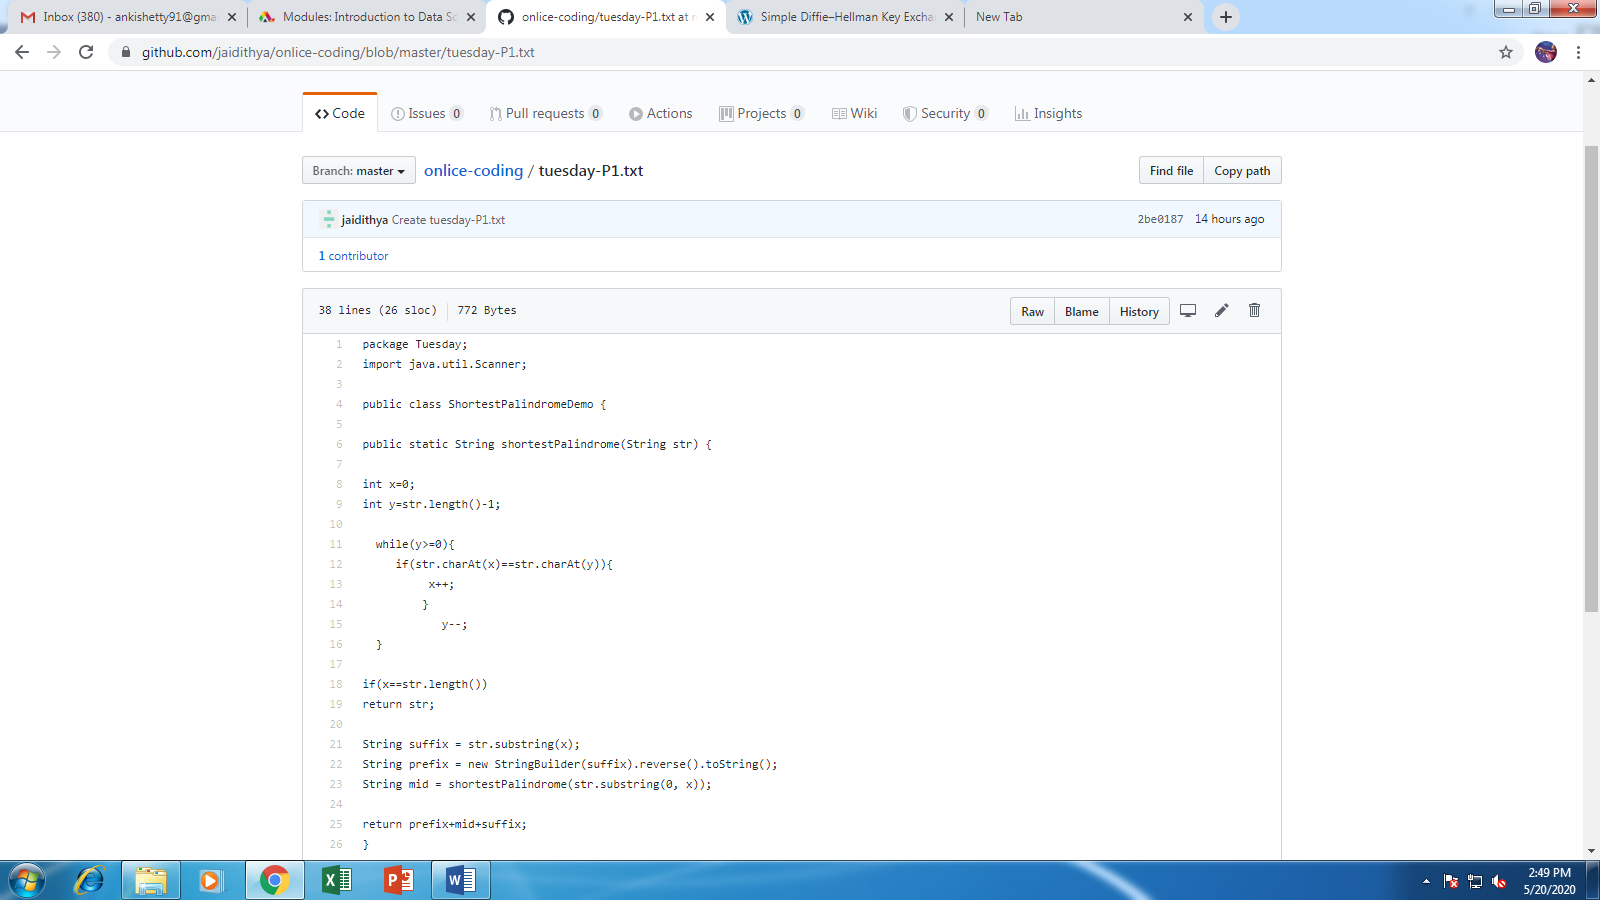 Inbox (380) - ankishetty91@gma
Modules: Introduction to Data Sc
onlice-coding/tuesday-P1.txt at m
Simple Diffie–Hellman Key Excha
New Tab
github.com/jaidithya/onlice-coding/blob/master/tuesday-P1.txt
Code
Issues 0
Pull requests 0
Actions
Projects 0
Wiki
Security 0
Insights
Branch: master
onlice-coding / tuesday-P1.txt
Find file
Copy path
jaidithya Create tuesday-P1.txt
2be0187 14 hours ago
1 contributor
38 lines (26 sloc) 772 Bytes
Raw
Blame
History
1 package Tuesday;
2 import java.util.Scanner;
3
4 public class ShortestPalindromeDemo {
5
6 public static String shortestPalindrome(String str) {
7
8 int x=0;
9 int y=str.length()-1;
10
11 while(y>=0){
12 if(str.charAt(x)==str.charAt(y)){
13 x++;
14 }
15 y--;
16 }
17
18 if(x==str.length())
19 return str;
20
21 String suffix = str.substring(x);
22 String prefix = new StringBuilder(suffix).reverse().toString();
23 String mid = shortestPalindrome(str.substring(0, x));
24
25 return prefix+mid+suffix;
26 }
2:49 PM
5/20/2020